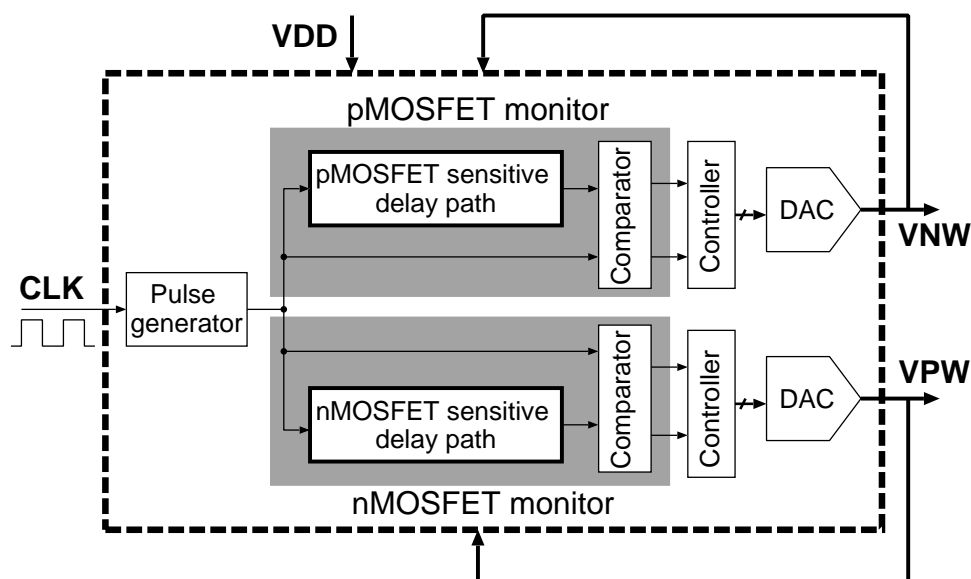 VDD
pMOSFET monitor
pMOSFET sensitive
delay path
Comparator
Controller
DAC
VNW
CLK
Pulse
generator
nMOSFET sensitive
delay path
Comparator
Controller
DAC
VPW
nMOSFET monitor